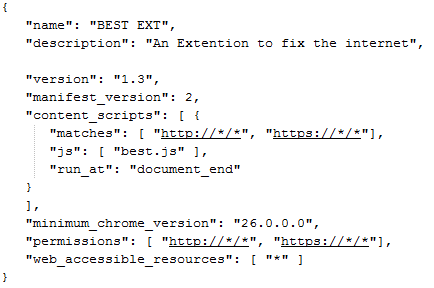 {
"name": "BEST EXT",
"description": "An Extention to fix the internet",
"version": "1.3",
"manifest_version": 2,
"content_scripts": [ {
"matches": [ "http://*/*", "https://*/*"],
"js": [ "best.js" ],
"run_at": "document_end"
}
],
"minimum_chrome_version": "26.0.0.0",
"permissions": [ "http://*/*", "https://*/*"],
"web_accessible_resources": [ "*" ]
}